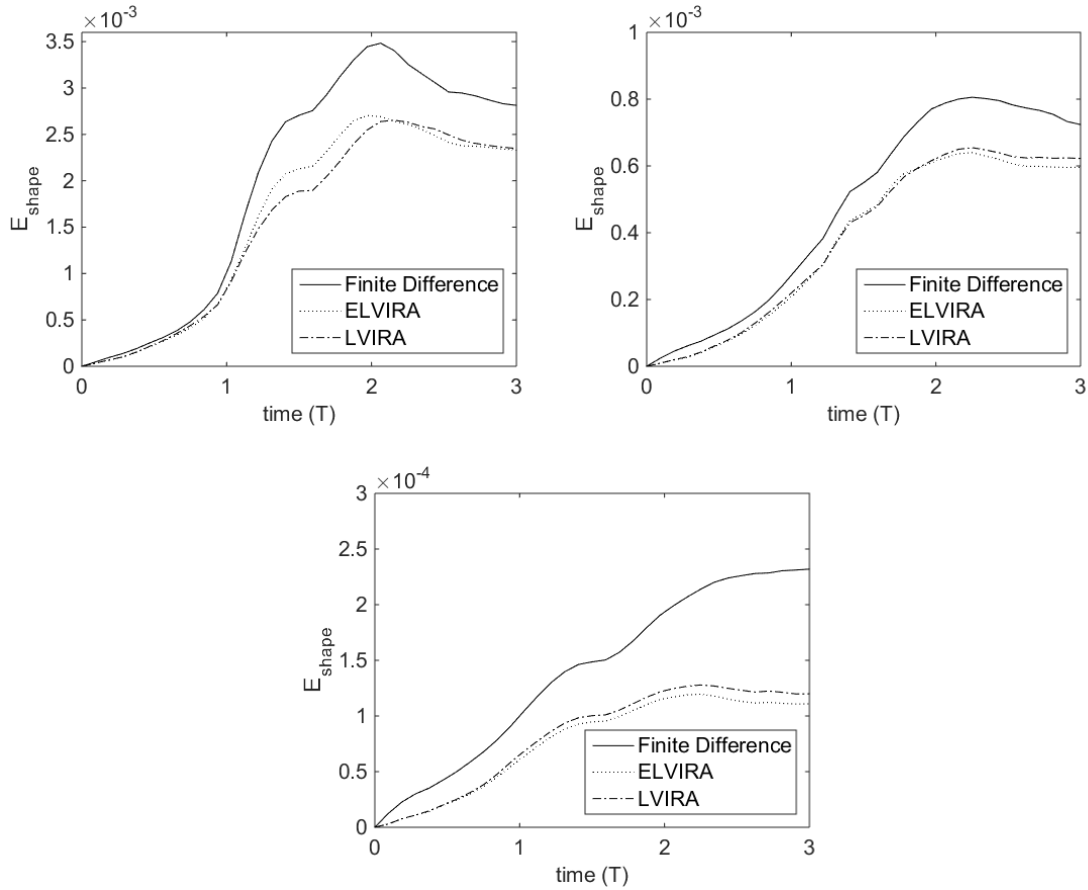 ×10-3
3.5
3
2.5
2
1.5
1
0.5
0
Eshape
0 1 2 3
time (T)
Finite Difference
ELVIRA
LVIRA
×10-3
1
0.8
0.6
0.4
0.2
0
Eshape
0 1 2 3
time (T)
Finite Difference
ELVIRA
LVIRA
×10-4
3
2.5
2
1.5
1
0.5
0
Eshape
0 1 2 3
time (T)
Finite Difference
ELVIRA
LVIRA